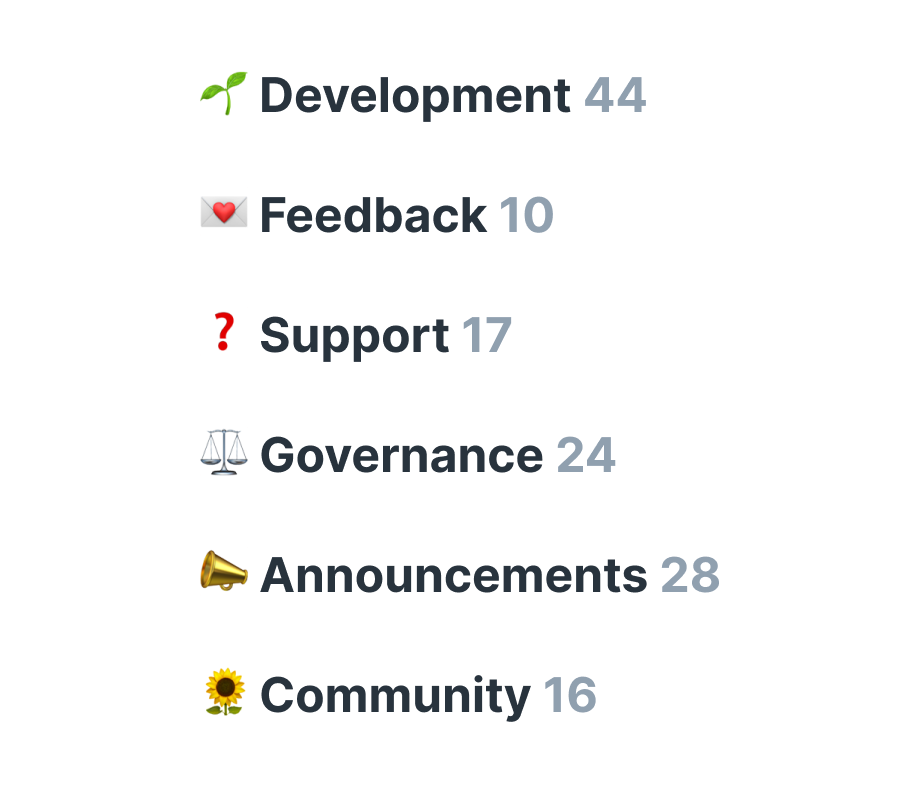 🌱 Development 44
💌 Feedback 10
❓ Support 17
⚖️ Governance 24
📣 Announcements 28
🌻 Community 16